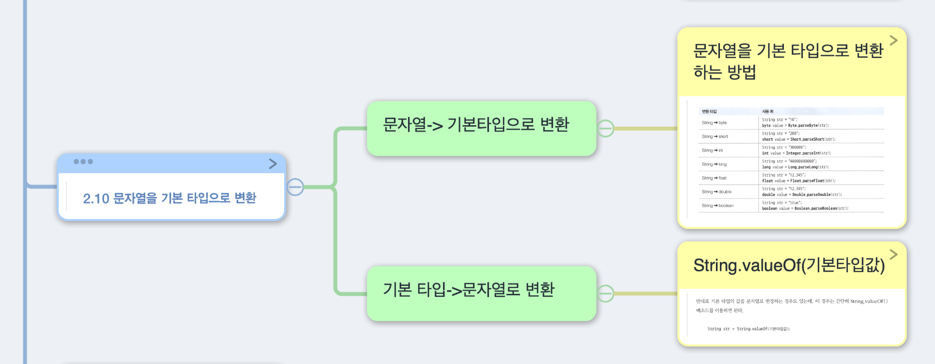 2.10 문자열을 기본 타입으로 변환
문자열-> 기본타입으로 변환
문자열을 기본 타입으로 변환
하는 방법
변환 타입 사용 예
String ➔ byte
String str = "10";
byte value = Byte.parseByte(str);
String ➔ short
String str = "200";
short value = Short.parseShort(str);
String ➔ int
String str = "300000";
int value = Integer.parseInt(str);
String ➔ long
String str = "400000000000";
long value = Long.parseLong(str);
String ➔ float
String str = "12.345";
float value = Float.parseFloat(str);
String ➔ double
String str = "12.345";
double value = Double.parseDouble(str);
String ➔ boolean
String str = "true";
boolean value = Boolean.parseBoolean(str);
기본 타입->문자열로 변환
String.valueOf(기본타입값)
반대로 기본 타입의 값을 문자열로 변경하는 경우도 있는데, 이 경우는 간단히 String.valueOf()
메소드를 이용하면 된다.
String str = String.valueOf(기본타입값);